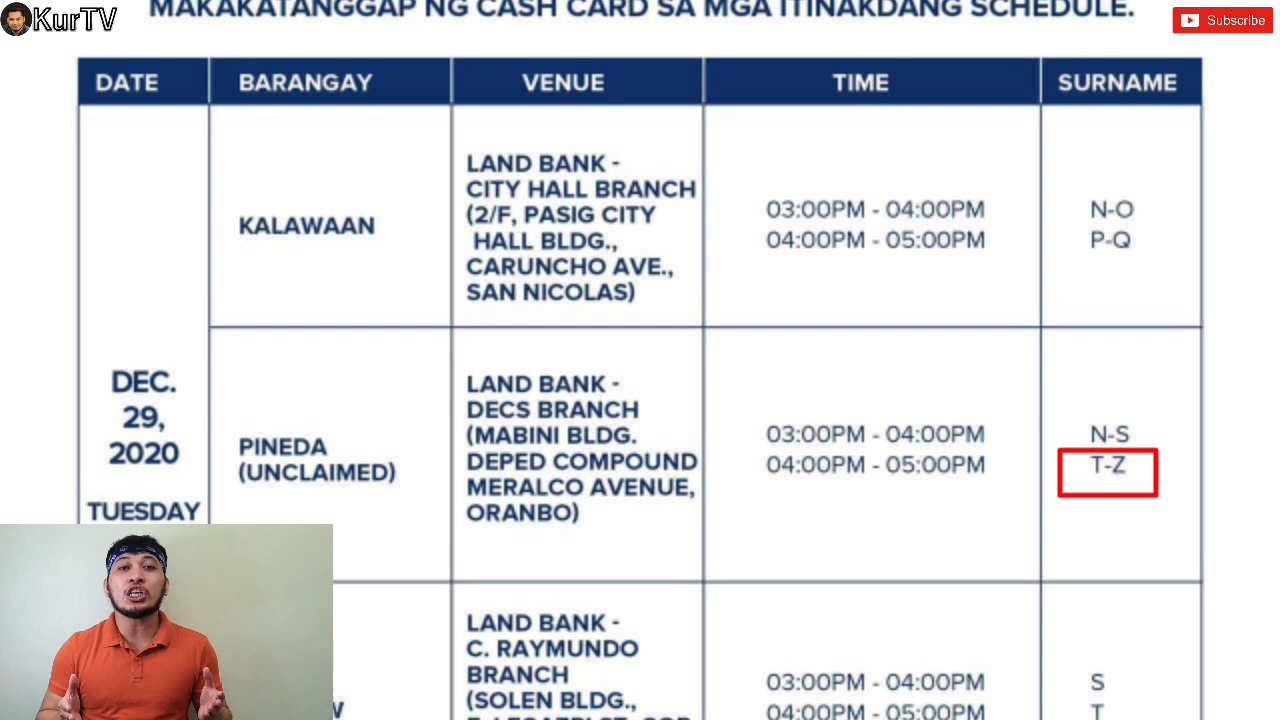 MAKAKATANGGAP NG CASH CARD SA MGA ITINAKDANG SCHEDULE.
KurTV
Subscribe
DATE BARANGAY VENUE TIME SURNAME
DEC.
29,
2020
TUESDAY
KALAWAAN
LAND BANK -
CITY HALL BRANCH
(2/F, PASIG CITY
HALL BLDG.,
CARUNCHO AVE.,
SAN NICOLAS)
03:00PM - 04:00PM N-O
04:00PM - 05:00PM P-Q
PINEDA
(UNCLAIMED)
LAND BANK -
DECS BRANCH
(MABINI BLDG.
DEPED COMPOUND
MERALCO AVENUE,
ORANBO)
03:00PM - 04:00PM N-S
04:00PM - 05:00PM T-Z
LAND BANK -
C. RAYMUNDO
BRANCH
(SOLEN BLDG.,
03:00PM - 04:00PM S
04:00PM - 05:00PM T